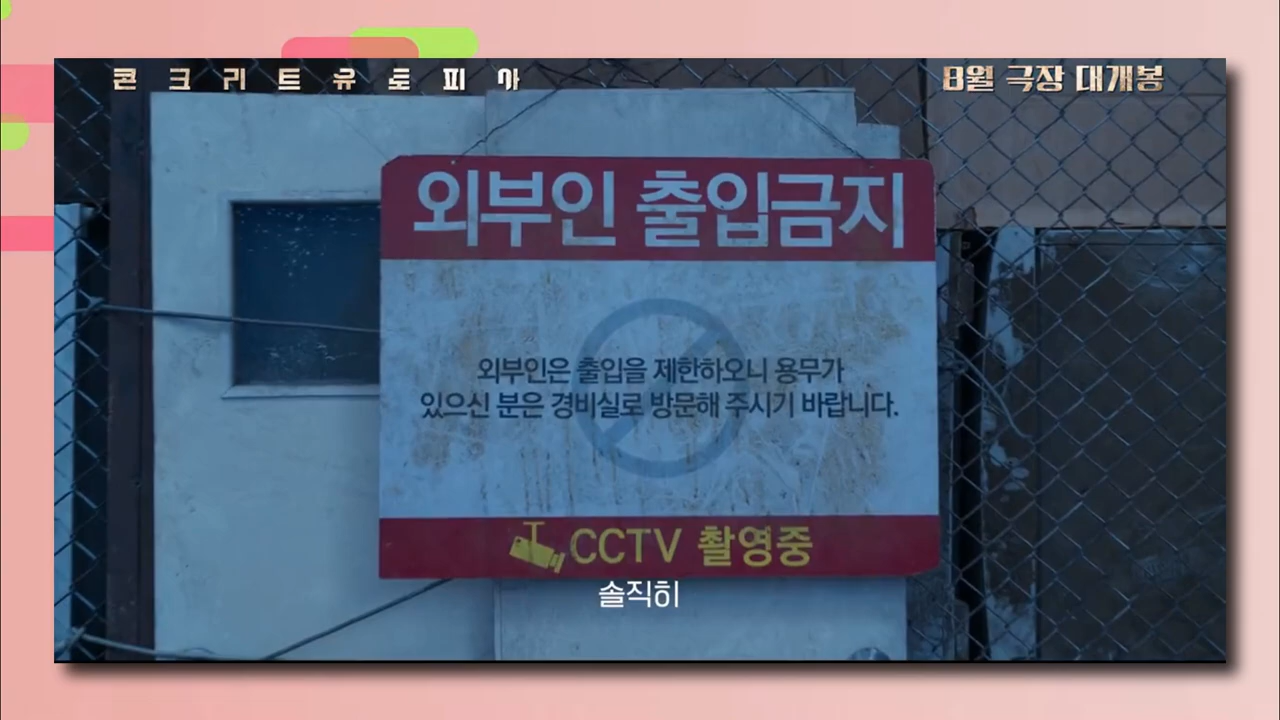 콘크리트유토피아
8월 극장 대개봉
외부인 출입금지
외부인은 출입을 제한하오니 용무가
있으신 분은 경비실로 방문해 주시기 바랍니다.
CCTV 촬영중
솔직히